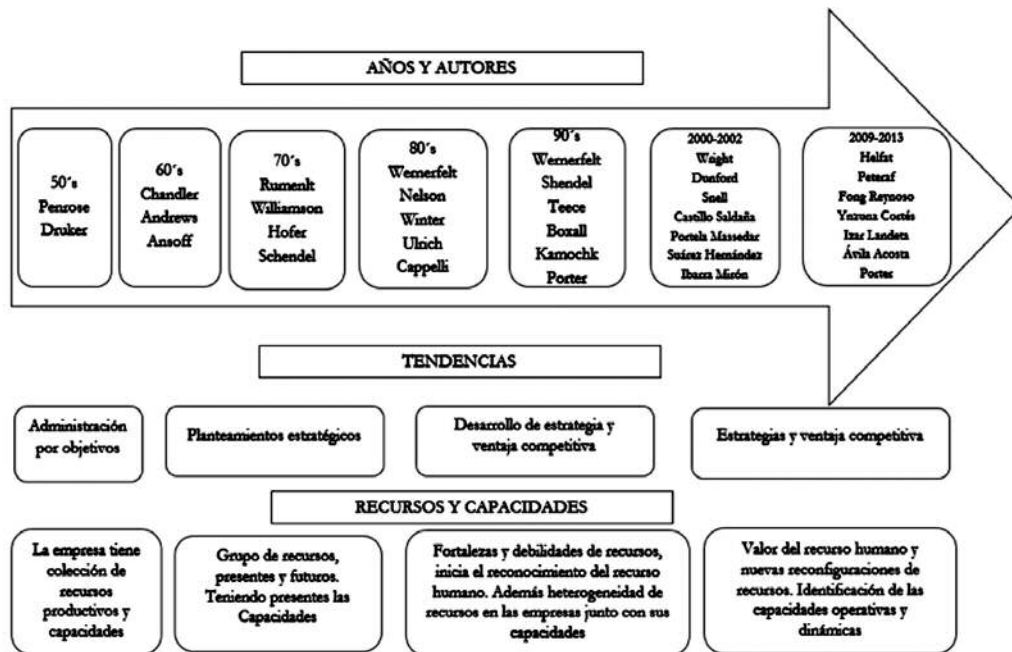 AÑOS Y AUTORES
50´s
Penrose
Druker
60´s
Chandler
Andrews
Ansoff
70´s
Rumenlt
Williamson
Hofer
Schendel
80´s
Wernerfelt
Nelson
Winter
Ulrich
Cappelli
90´s
Wernerfelt
Shendel
Teece
Boxall
Kamochk
Porter
2000-2002
Wright
Dunford
Snell
Castillo Saldaña
Portela Massedar
Suárez Hernández
Ibarra Mirón
2009-2013
Helfat
Peteraf
Fong Reynoso
Ynzuna Cortés
Izar Landeta
Ávila Acosta
Porter
TENDENCIAS
Administración
por objetivos
Planteamientos estratégicos
Desarrollo de estrategia y
ventaja competitiva
Estrategias y ventaja competitiva
RECURSOS Y CAPACIDADES
La empresa tiene
colección de
recursos
productivos y
capacidades
Grupo de recursos,
presentes y futuros.
Teniendo presentes las
Capacidades
Fortalezas y debilidades de recursos,
inicia el reconocimiento del recurso
humano. Además heterogeneidad de
recursos en las empresas junto con sus
capacidades
Valor del recurso humano y
nuevas reconfiguraciones de
recursos. Identificación de las
capacidades operativas y
dinámicas